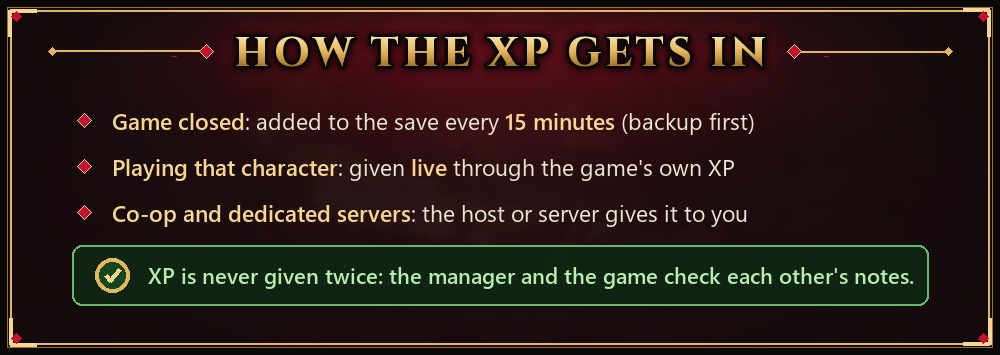 HOW THE XP GETS IN
Game closed: added to the save every 15 minutes (backup first)
Playing that character: given live through the game's own XP
Co-op and dedicated servers: the host or server gives it to you
XP is never given twice: the manager and the game check each other's notes.